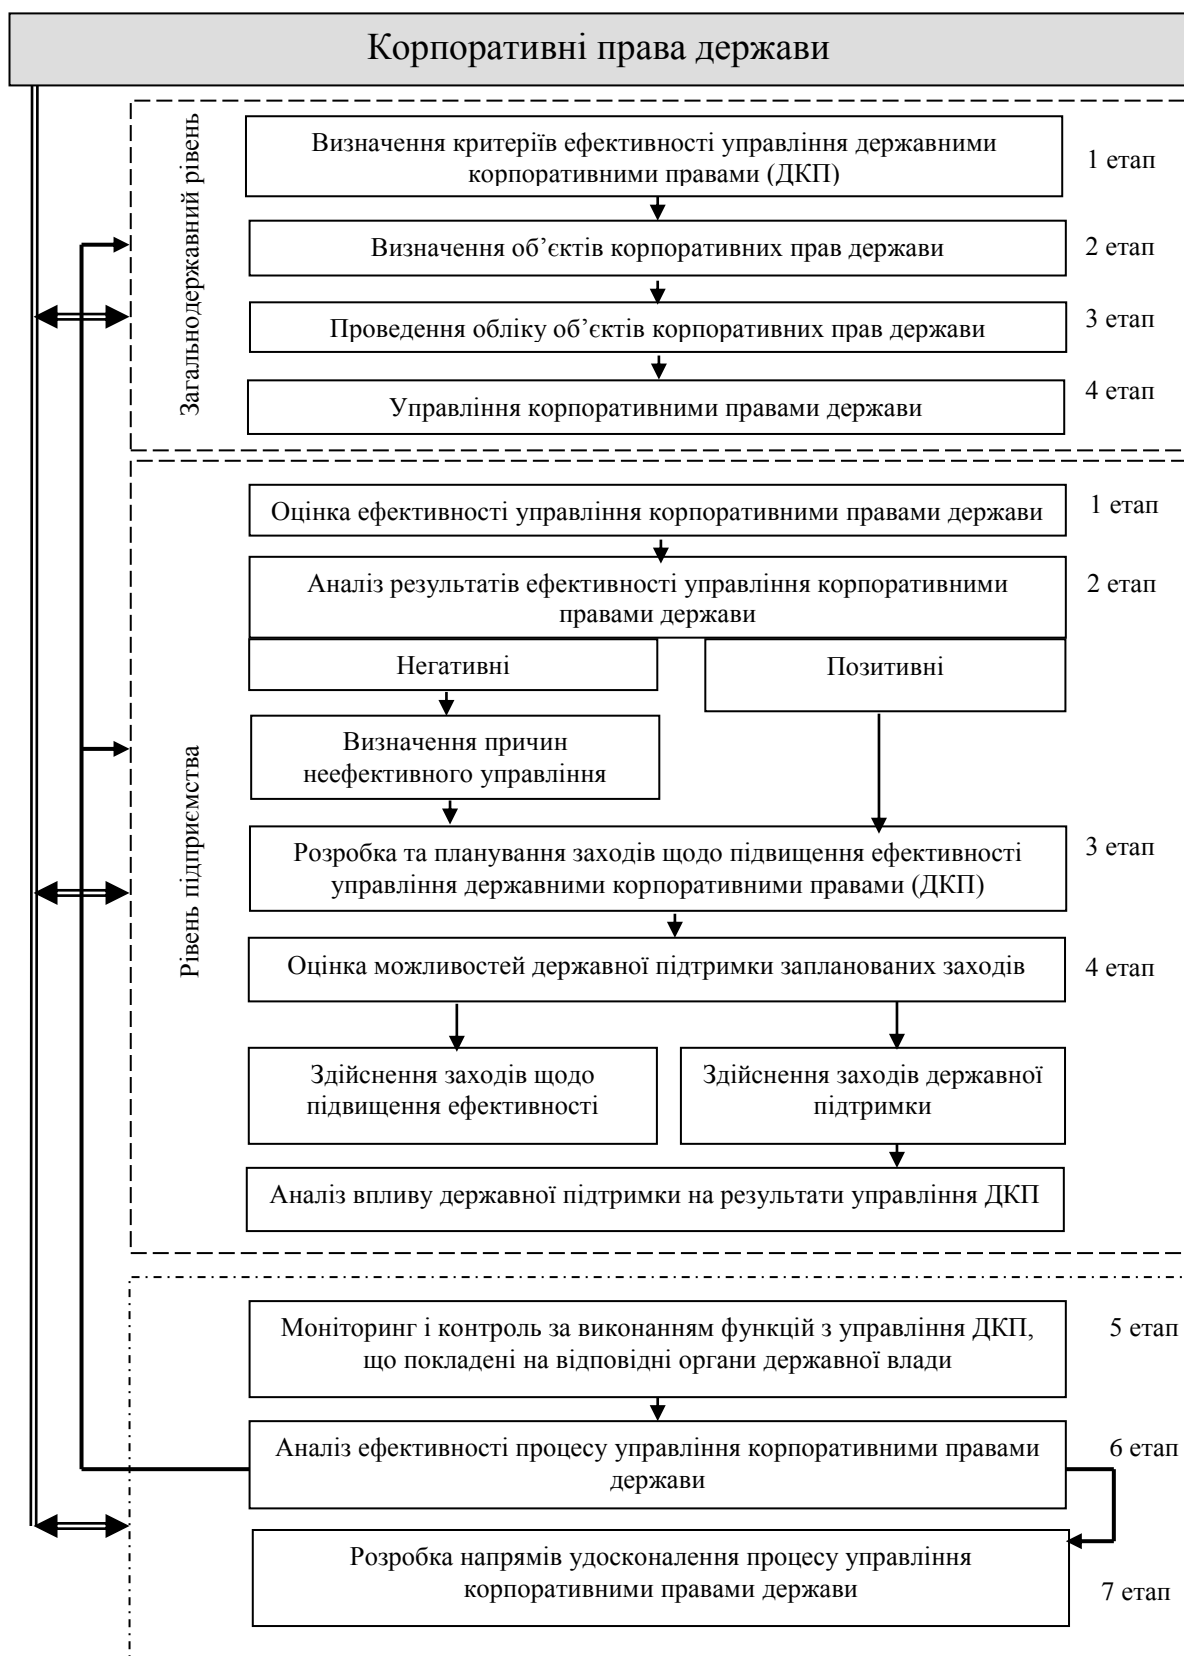 Корпоративні права держави
Загальнодержавний рівень
Визначення критеріїв ефективності управління державними
корпоративними правами (ДКП)
1 етап
Визначення об’єктів корпоративних прав держави
2 етап
Проведення обліку об’єктів корпоративних прав держави
3 етап
Управління корпоративними правами держави
4 етап
Рівень підприємства
Оцінка ефективності управління корпоративними правами держави
1 етап
Аналіз результатів ефективності управління корпоративними
правами держави
2 етап
Негативні
Позитивні
Визначення причин
неефективного управління
Розробка та планування заходів щодо підвищення ефективності
управління державними корпоративними правами (ДКП)
3 етап
Оцінка можливостей державної підтримки запланованих заходів
4 етап
Здійснення заходів щодо
підвищення ефективності
Здійснення заходів державної
підтримки
Аналіз впливу державної підтримки на результати управління ДКП
Моніторинг і контроль за виконанням функцій з управління ДКП,
що покладені на відповідні органи державної влади
5 етап
Аналіз ефективності процесу управління корпоративними правами
держави
6 етап
Розробка напрямів удосконалення процесу управління
корпоративними правами держави
7 етап